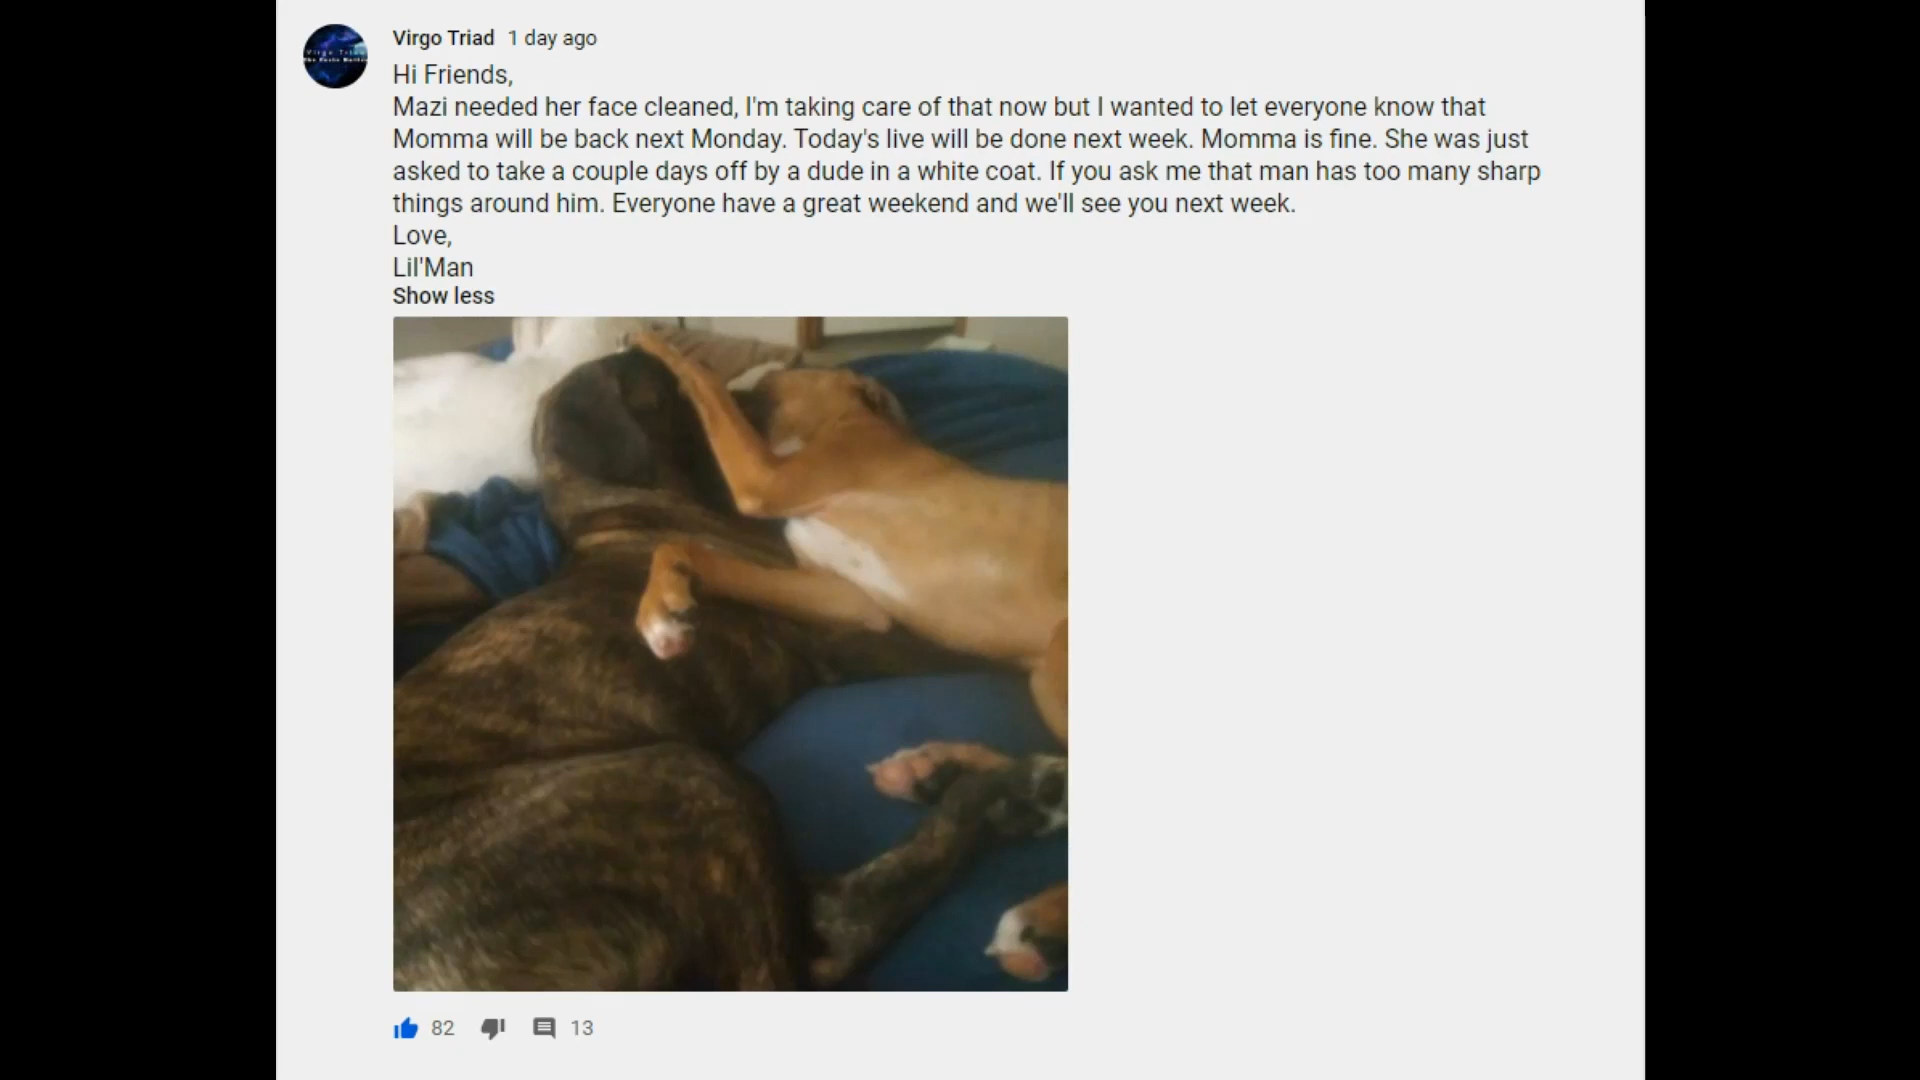 Virgo Triad 1 day ago
Hi Friends,
Mazi needed her face cleaned, I'm taking care of that now but I wanted to let everyone know that
Momma will be back next Monday. Today's live will be done next week. Momma is fine. She was just
asked to take a couple days off by a dude in a white coat. If you ask me that man has too many sharp
things around him. Everyone have a great weekend and we'll see you next week.
Love,
Lil'Man
Show less
82 13